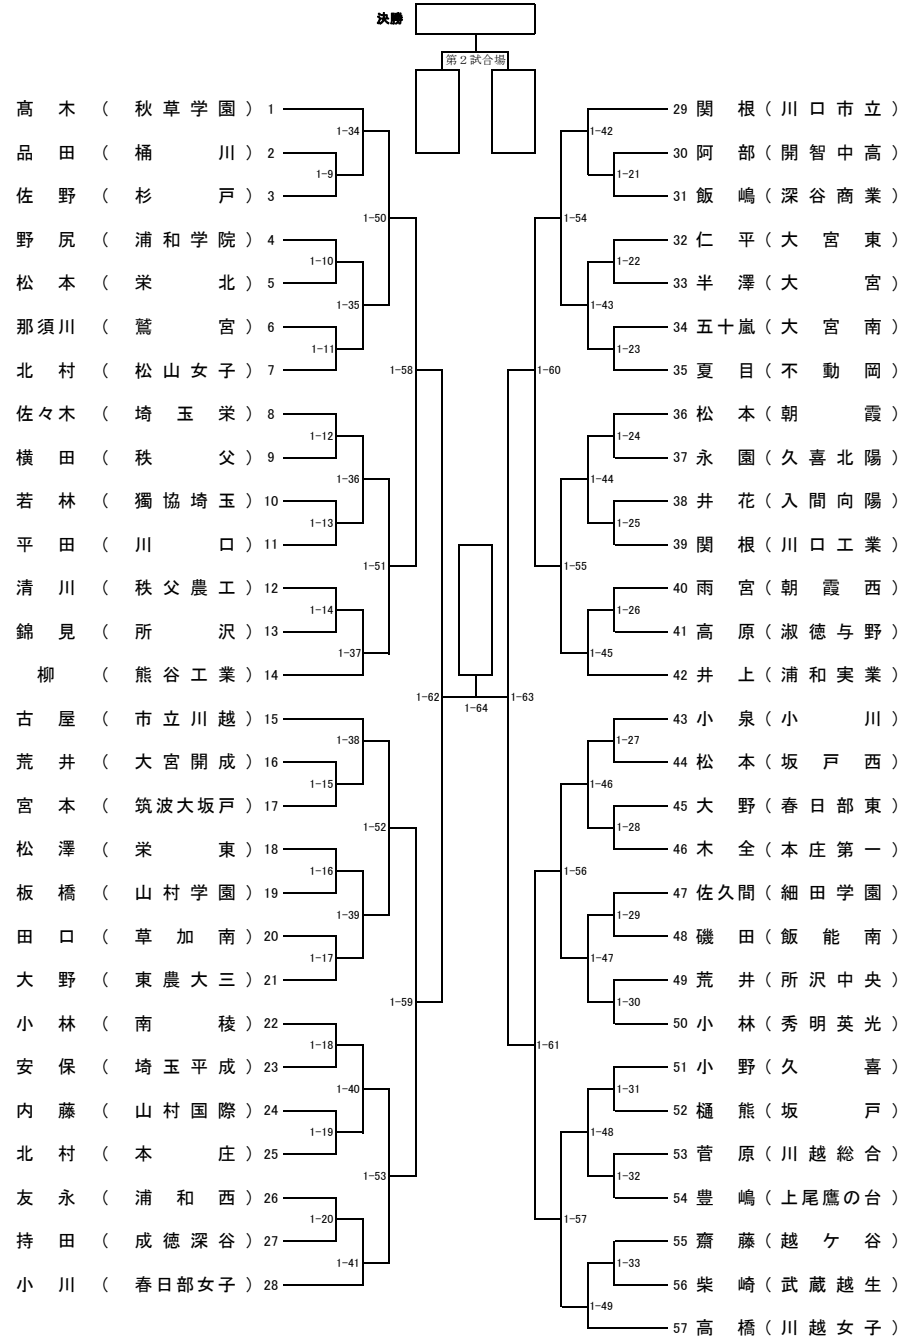 決勝
第2試合場
髙木（秋草学園）1
1-34
品田（桶川）2
1-9
佐野（杉戸）3
1-50
野尻（浦和学院）4
1-10
松本（栄北）5
1-35
那須川（鷲宮）6
1-11
北村（松山女子）7
1-58
佐々木（埼玉栄）8
1-12
横田（秩父）9
1-36
若林（獨協埼玉）10
1-13
平田（川口）11
1-51
清川（秩父農工）12
1-14
錦見（所沢）13
1-37
柳（熊谷工業）14
1-62
古屋（市立川越）15
1-38
荒井（大宮開成）16
1-15
宮本（筑波大坂戸）17
1-52
松澤（栄東）18
1-16
板橋（山村学園）19
1-39
田口（草加南）20
1-17
大野（東農大三）21
1-59
小林（南稜）22
1-18
安保（埼玉平成）23
1-40
内藤（山村国際）24
1-19
北村（本庄）25
1-53
友永（浦和西）26
1-20
持田（成徳深谷）27
1-41
小川（春日部女子）28
1-64
29 関根（川口市立）
1-42
30 阿部（開智中高）
1-21
31 飯嶋（深谷商業）
1-54
32 仁平（大宮東）
1-22
33 半澤（大宮）
1-43
34 五十嵐（大宮南）
1-23
35 夏目（不動岡）
1-60
36 松本（朝霞）
1-24
37 永園（久喜北陽）
1-44
38 井花（入間向陽）
1-25
39 関根（川口工業）
1-55
40 雨宮（朝霞西）
1-26
41 高原（淑徳与野）
1-45
42 井上（浦和実業）
1-63
43 小泉（小川）
1-27
44 松本（坂戸西）
1-46
45 大野（春日部東）
1-28
46 木全（本庄第一）
1-56
47 佐久間（細田学園）
1-29
48 磯田（飯能南）
1-47
49 荒井（所沢中央）
1-30
50 小林（秀明英光）
1-61
51 小野（久喜）
1-31
52 樋熊（坂戸）
1-48
53 菅原（川越総合）
1-32
54 豊嶋（上尾鷹の台）
1-57
55 齋藤（越ケ谷）
1-33
56 柴崎（武蔵越生）
1-49
57 高橋（川越女子）